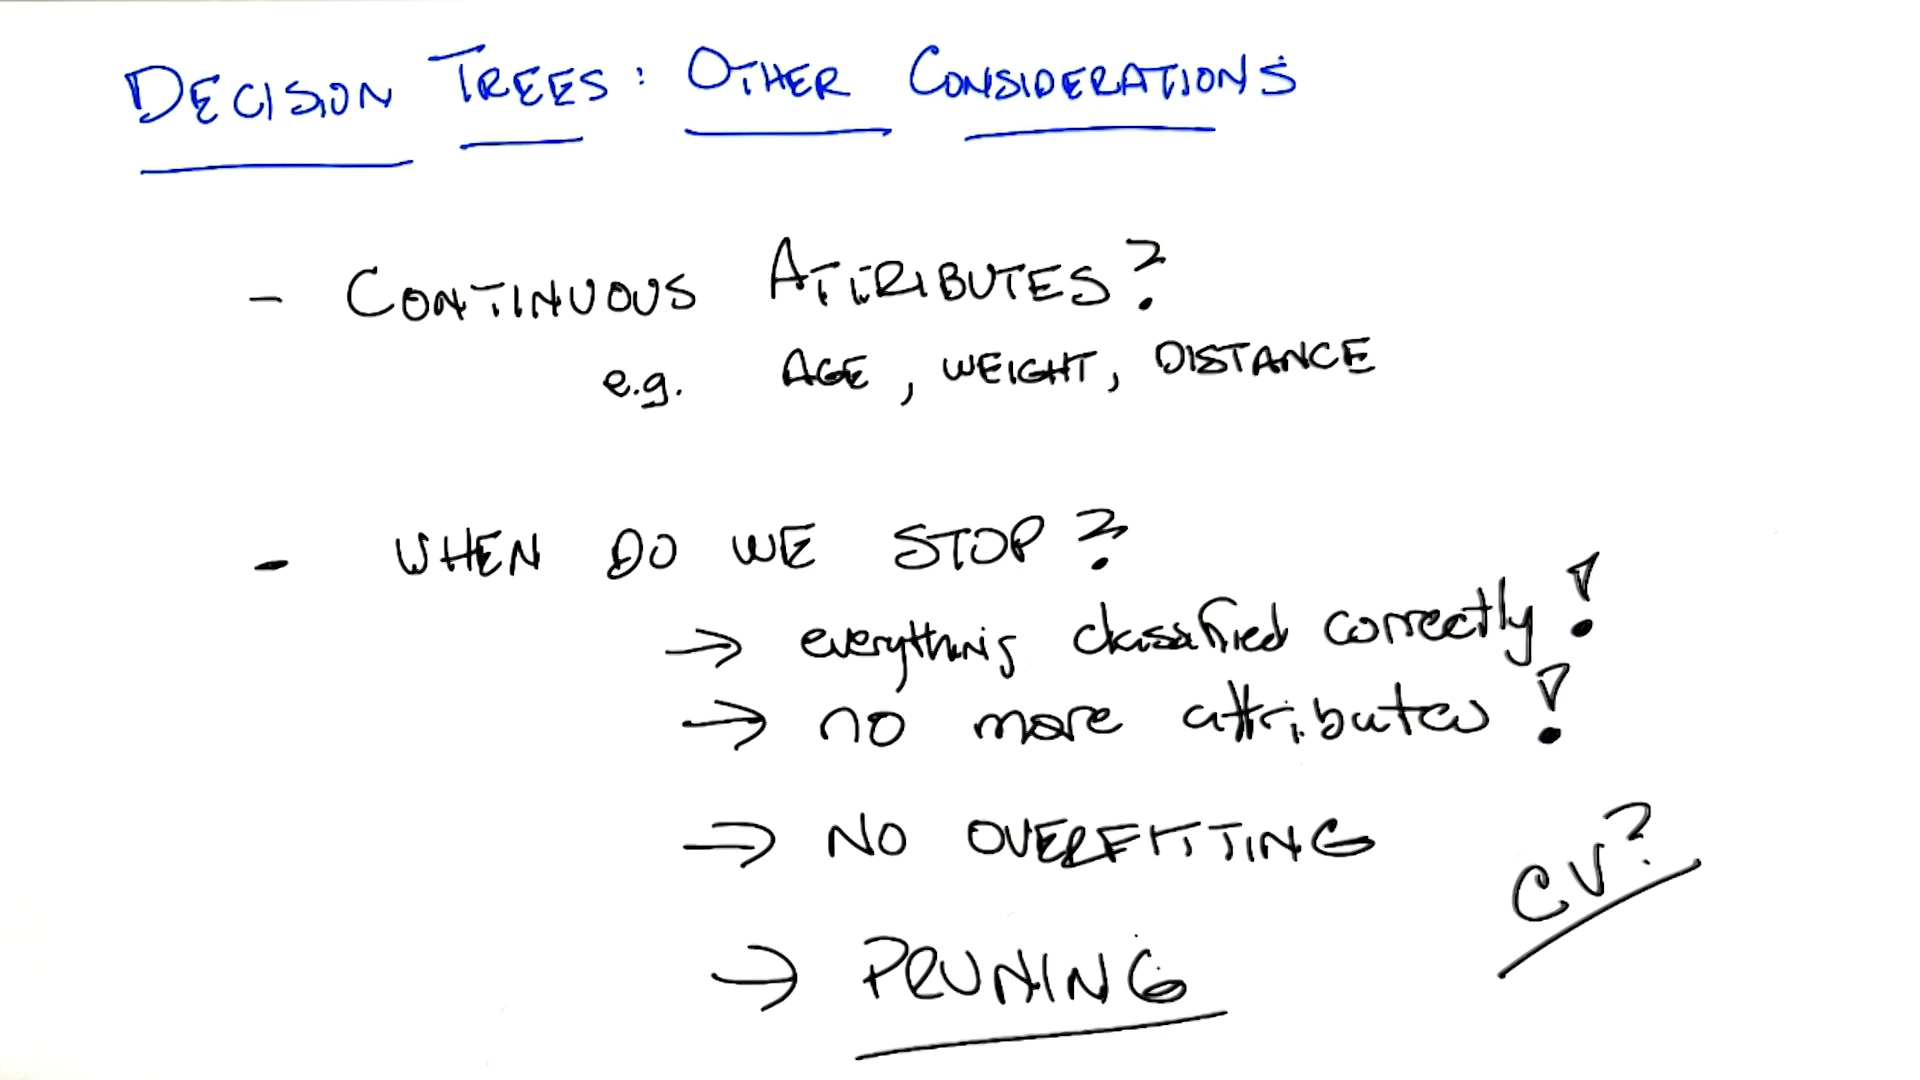 DECISION TREES: OTHER CONSIDERATIONS
- CONTINUOUS ATTRIBUTES?
e.g. AGE, WEIGHT, DISTANCE
- WHEN DO WE STOP?
→ everything classified correctly!
→ no more attributes!
→ NO OVERFITTING
CV?
→ PRUNING